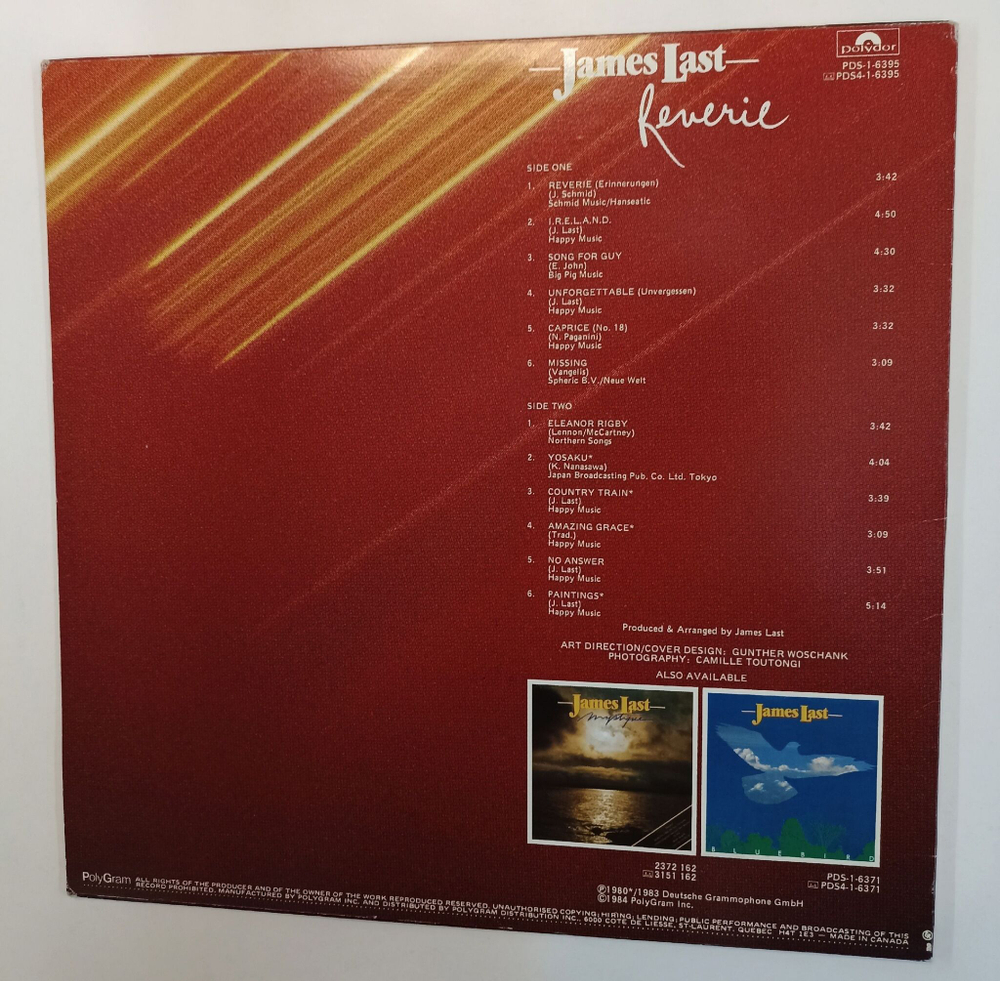 James Last
Reverie
polydor
PDS-1-6395
PDS4-1-6395
SIDE ONE
1. REVERIE (Erinnerungen) 3:42
(J. Schmid)
Schmid Music/Hanseatic
2. I.R.E.L.A.N.D. 4:50
(J. Last)
Happy Music
3. SONG FOR GUY 4:30
(E. John)
Big Pig Music
4. UNFORGETTABLE (Unvergessen) 3:32
(J. Last)
Happy Music
5. CAPRICE (No. 18) 3:32
(N. Paganini)
Happy Music
6. MISSING 3:09
(Vangelis)
Spheric B.V./Neue Welt
SIDE TWO
1. ELEANOR RIGBY 3:42
(Lennon/McCartney)
Northern Songs
2. YOSAKU* 4:04
(K. Nanasawa)
Japan Broadcasting Pub. Co. Ltd. Tokyo
3. COUNTRY TRAIN* 3:39
(J. Last)
Happy Music
4. AMAZING GRACE* 3:09
(Trad.)
Happy Music
5. NO ANSWER 3:51
(J. Last)
Happy Music
6. PAINTINGS* 5:14
(J. Last)
Happy Music
Produced & Arranged by James Last
ART DIRECTION/COVER DESIGN: GUNTHER WOSCHANK
PHOTOGRAPHY: CAMILLE TOUTONGI
ALSO AVAILABLE
James Last
mystique
James Last
BLUEBIRD
2372 162
3151 162
PDS-1-6371
PDS4-1-6371
℗1980*/1983 Deutsche Grammophone GmbH
©1984 PolyGram Inc.
PolyGram
ALL RIGHTS OF THE PRODUCER AND OF THE OWNER OF THE WORK REPRODUCED RESERVED. UNAUTHORISED COPYING; HIRING; LENDING; PUBLIC PERFORMANCE AND BROADCASTING OF THIS
RECORD PROHIBITED. MANUFACTURED BY POLYGRAM INC. AND DISTRIBUTED BY POLYGRAM DISTRIBUTION INC., 6000 COTE DE LIESSE, ST-LAURENT, QUEBEC H4T 1E3 — MADE IN CANADA